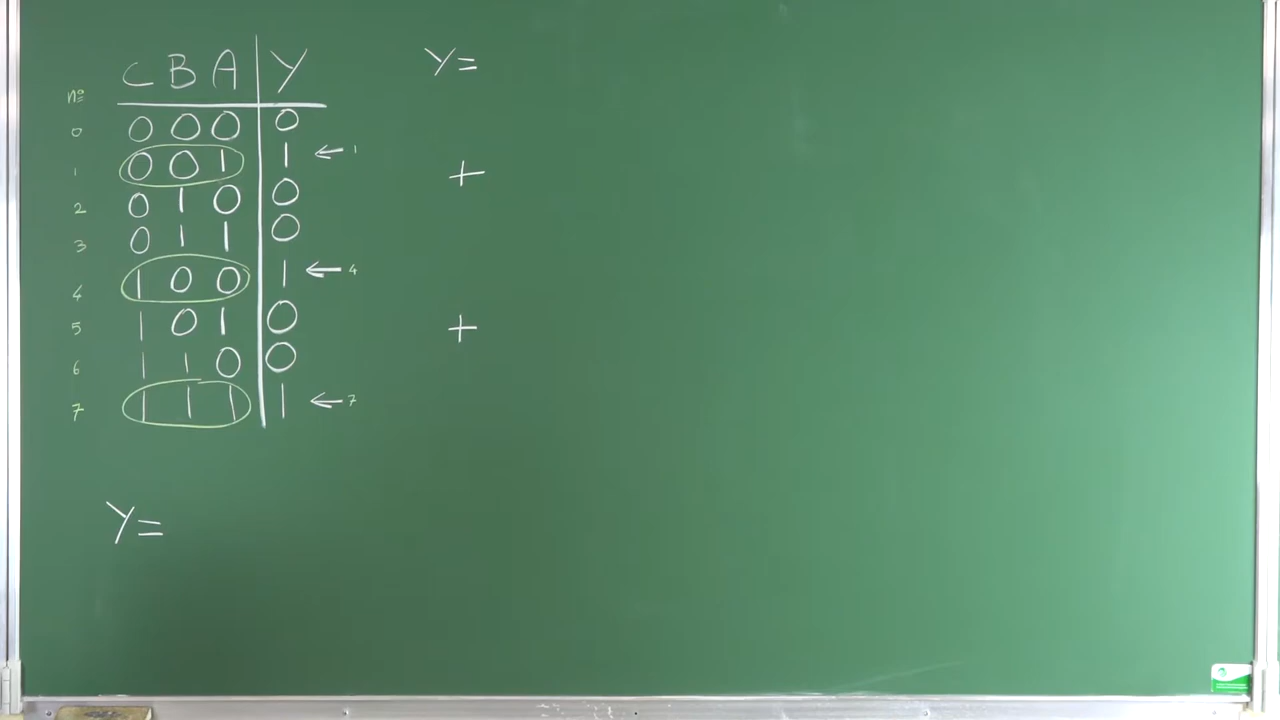 C B A Y
nº
0 0 0 0 0
1 0 0 1 1 ← 1
2 0 1 0 0
3 0 1 1 0
4 1 0 0 1 ← 4
5 1 0 1 0
6 1 1 0 0
7 1 1 1 1 ← 7
Y=
+
+
Y=